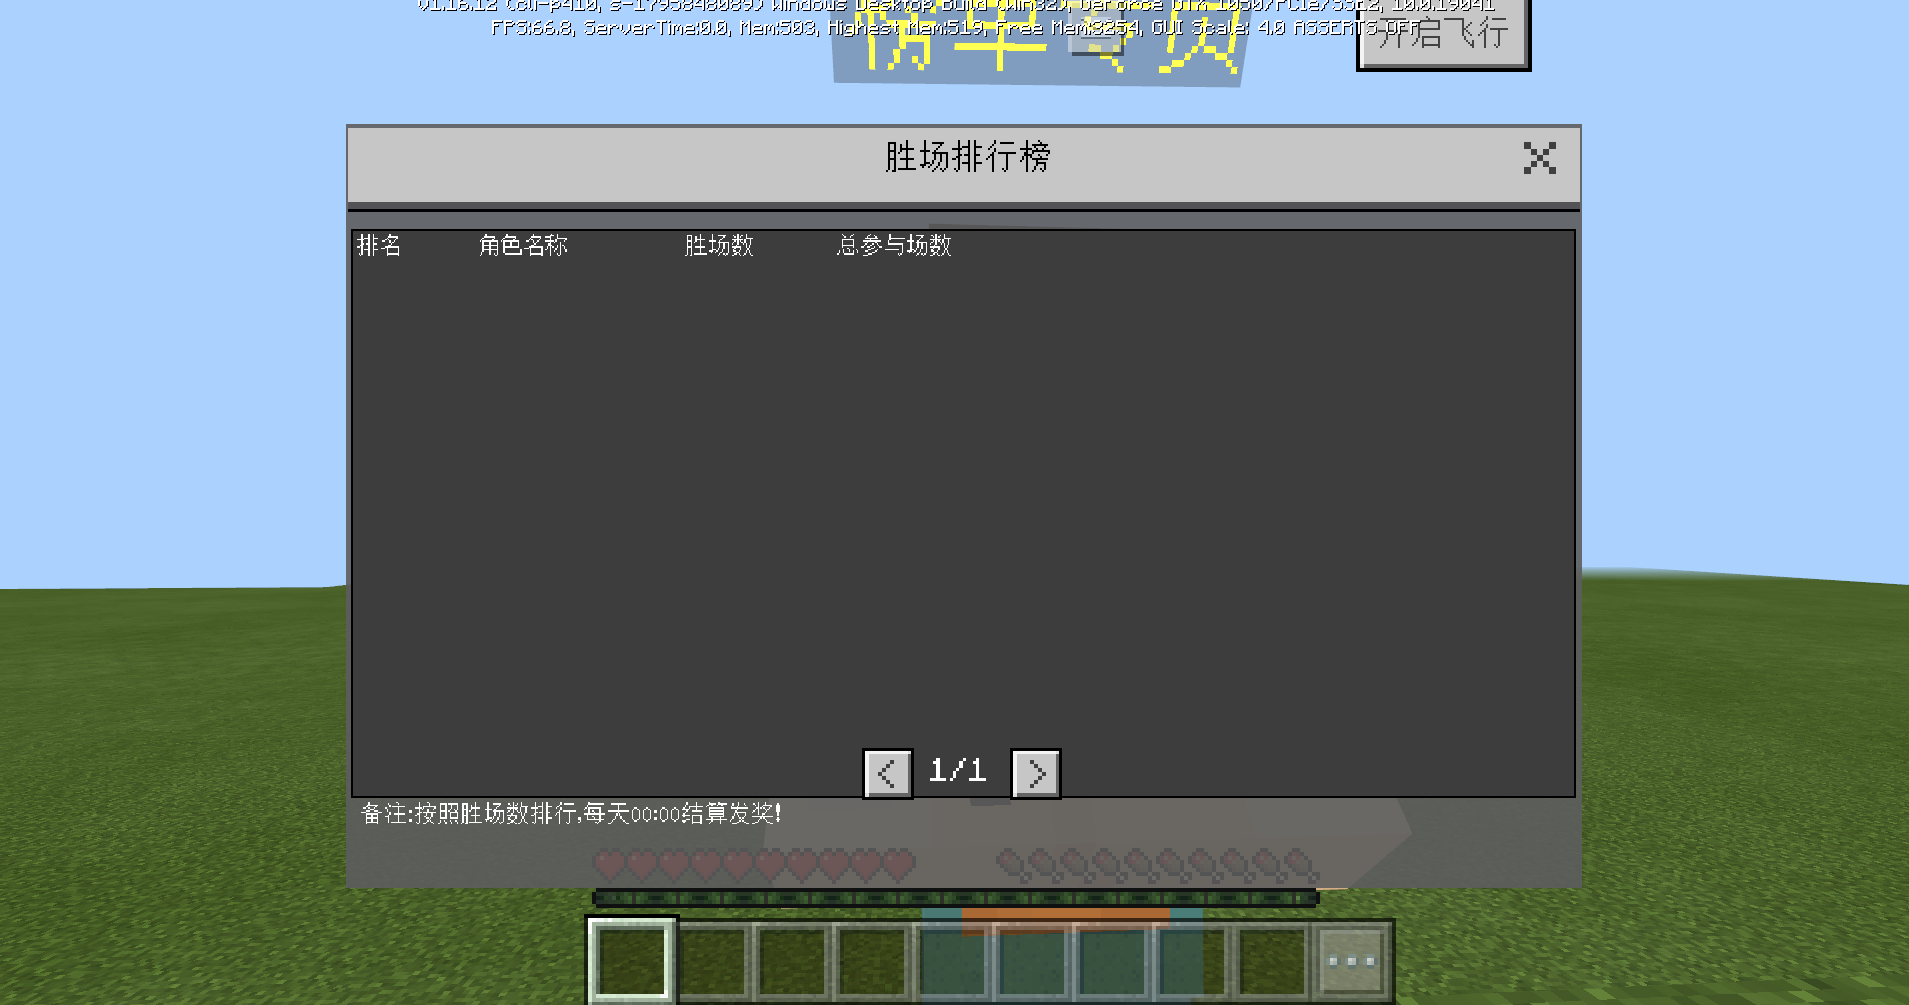 FPS:66.8, ServerTime:0.0, Mem:503, Highest Mem:519, Free Mem:3254, GUI Scale: 4.0 ASSERTS OFF
开启飞行
胜场排行榜
排名 角色名称 胜场数 总参与场数
< 1/1 >
备注:按照胜场数排行,每天00:00结算发奖!